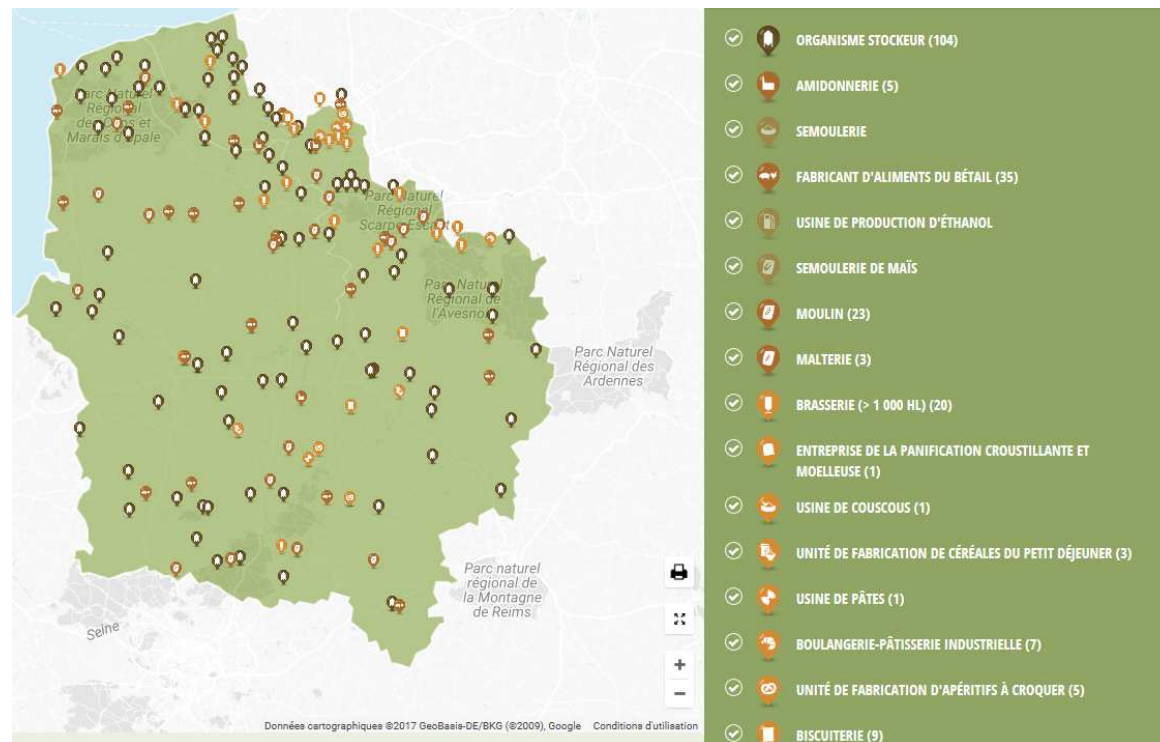 Parc Naturel
Régional
des Caps et
Marais d'Opale
Parc Naturel
Régional
Scarpe-Escaut
Parc Naturel
Régional de
l'Avesnois
Parc Naturel
Régional des
Ardennes
Parc naturel
régional de
la Montagne
de Reims
Seine
Données cartographiques ©2017 GeoBasis-DE/BKG (©2009), Google Conditions d'utilisation
ORGANISME STOCKEUR (104)
AMIDONNERIE (5)
SEMOULERIE
FABRICANT D'ALIMENTS DU BÉTAIL (35)
USINE DE PRODUCTION D'ÉTHANOL
SEMOULERIE DE MAÏS
MOULIN (23)
MALTERIE (3)
BRASSERIE (> 1 000 HL) (20)
ENTREPRISE DE LA PANIFICATION CROUSTILLANTE ET
MOELLEUSE (1)
USINE DE COUSCOUS (1)
UNITÉ DE FABRICATION DE CÉRÉALES DU PETIT DÉJEUNER (3)
USINE DE PÂTES (1)
BOULANGERIE-PÂTISSERIE INDUSTRIELLE (7)
UNITÉ DE FABRICATION D'APÉRITIFS À CROQUER (5)
BISCUITERIE (9)